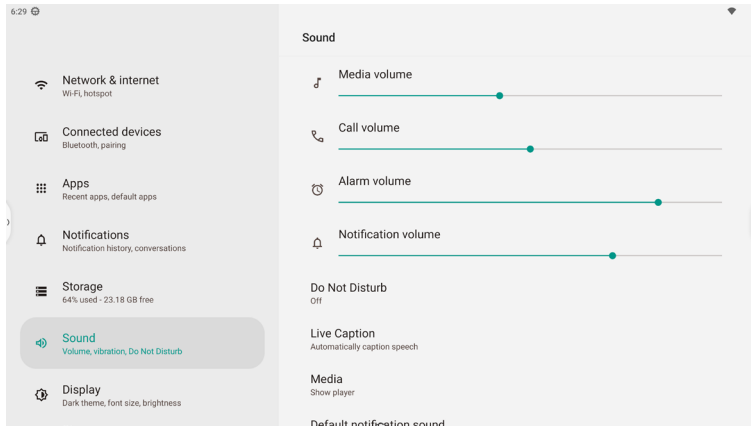 6:29
Sound
Network & internet
Wi-Fi, hotspot
Connected devices
Bluetooth, pairing
Apps
Recent apps, default apps
Notifications
Notification history, conversations
Storage
64% used - 23.18 GB free
Sound
Volume, vibration, Do Not Disturb
Display
Dark theme, font size, brightness
Media volume
Call volume
Alarm volume
Notification volume
Do Not Disturb
Off
Live Caption
Automatically caption speech
Media
Show player
Default notification sound